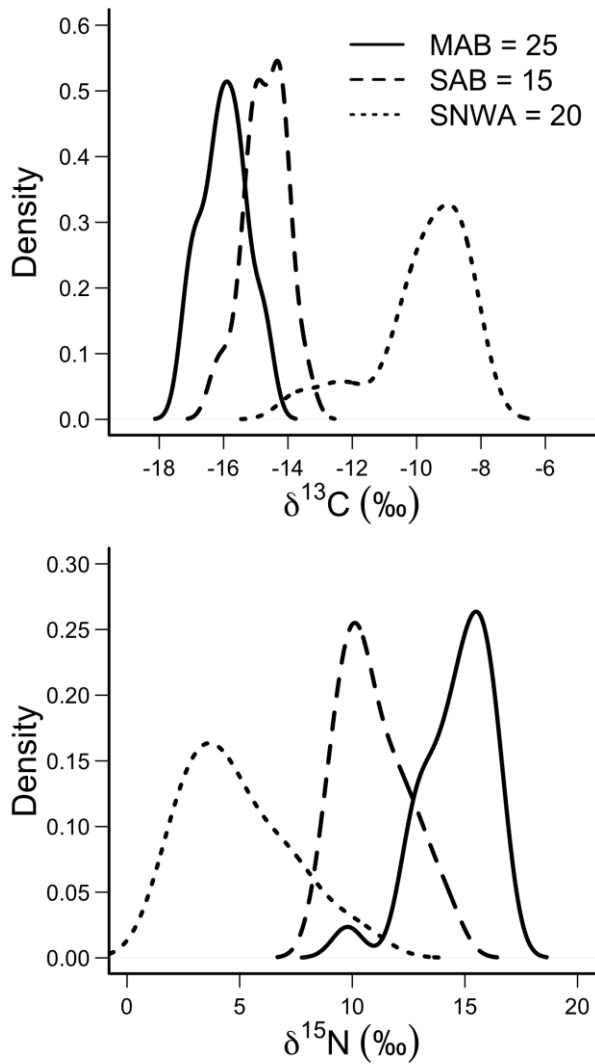 0.6
0.5
0.4
0.3
0.2
0.1
0.0
Density
MAB = 25
SAB = 15
SNWA = 20
-18 -16 -14 -12 -10 -8 -6
δ¹³C (‰)
0.30
0.25
0.20
0.15
0.10
0.05
0.00
Density
0 5 10 15 20
δ¹⁵N (‰)